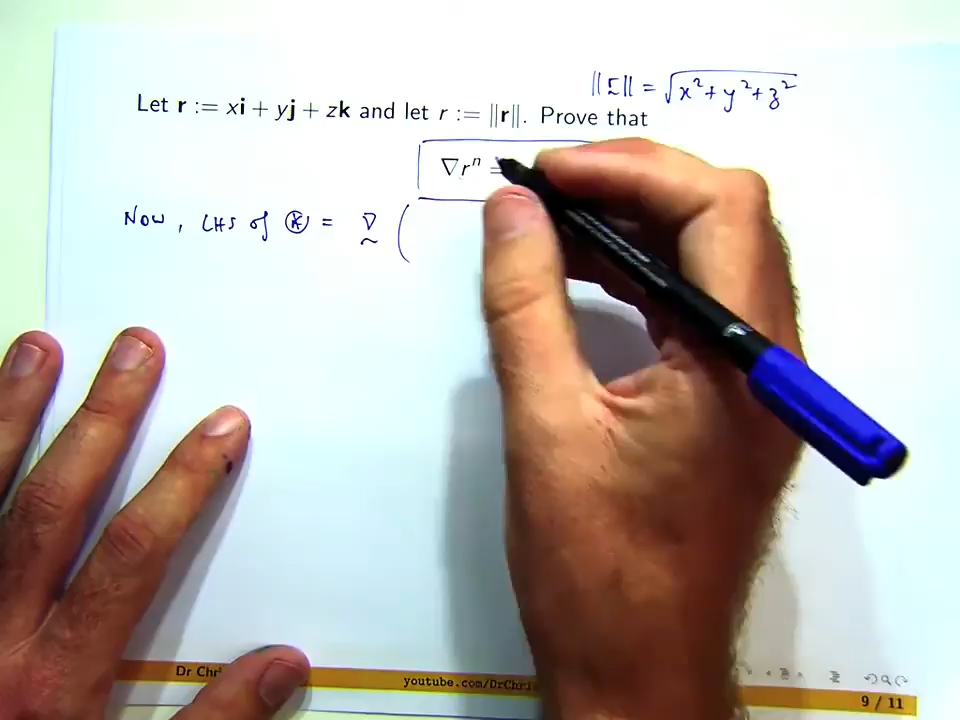 ‖r‖ = √x²+y²+z²
Let r := xi + yj + zk and let r := ‖r‖. Prove that
∇rⁿ =
Now, LHS of (*) = ∇ (
Dr Chr
youtube.com/DrChri
9 / 11